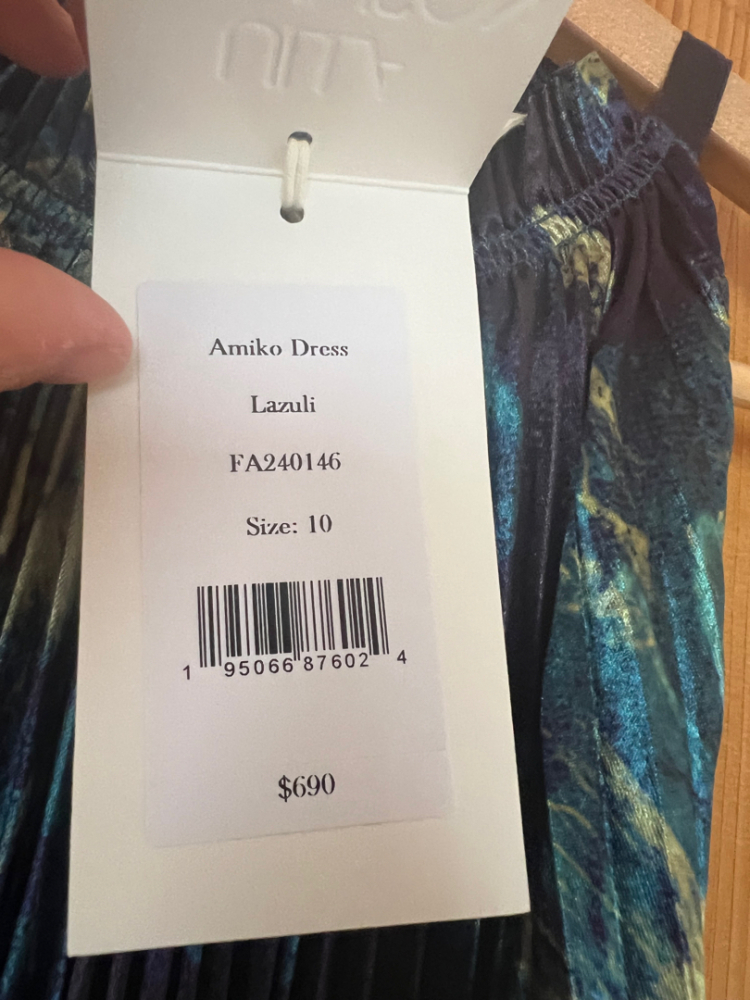 Amiko Dress
Lazuli
FA240146
Size: 10
1 95066 87602 4
$690